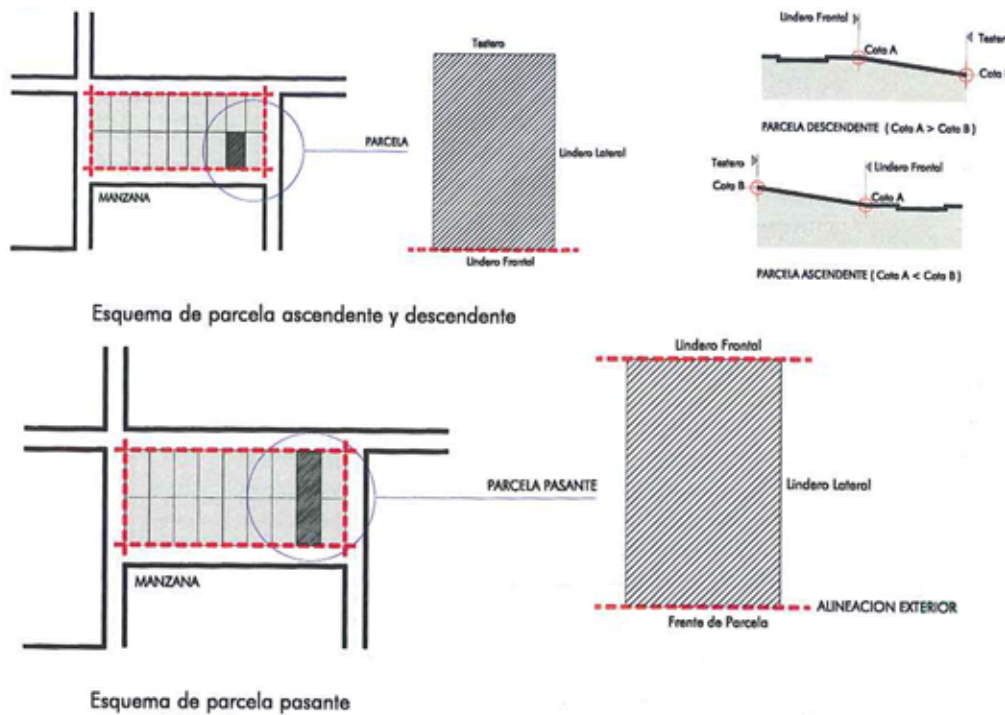 Lindero Frontal
Testero
Cota A
Cota
PARCELA DESCENDENTE ( Cota A > Cota B )
Testero
Lindero Lateral
PARCELA
Lindero Frontal
MANZANA
Testero
Lindero Frontal
Cota B
Cota A
PARCELA ASCENDENTE ( Cota A < Cota B )
Esquema de parcela ascendente y descendente
Lindero Frontal
PARCELA PASANTE
Lindero Lateral
MANZANA
ALINEACION EXTERIOR
Frente de Parcela
Esquema de parcela pasante